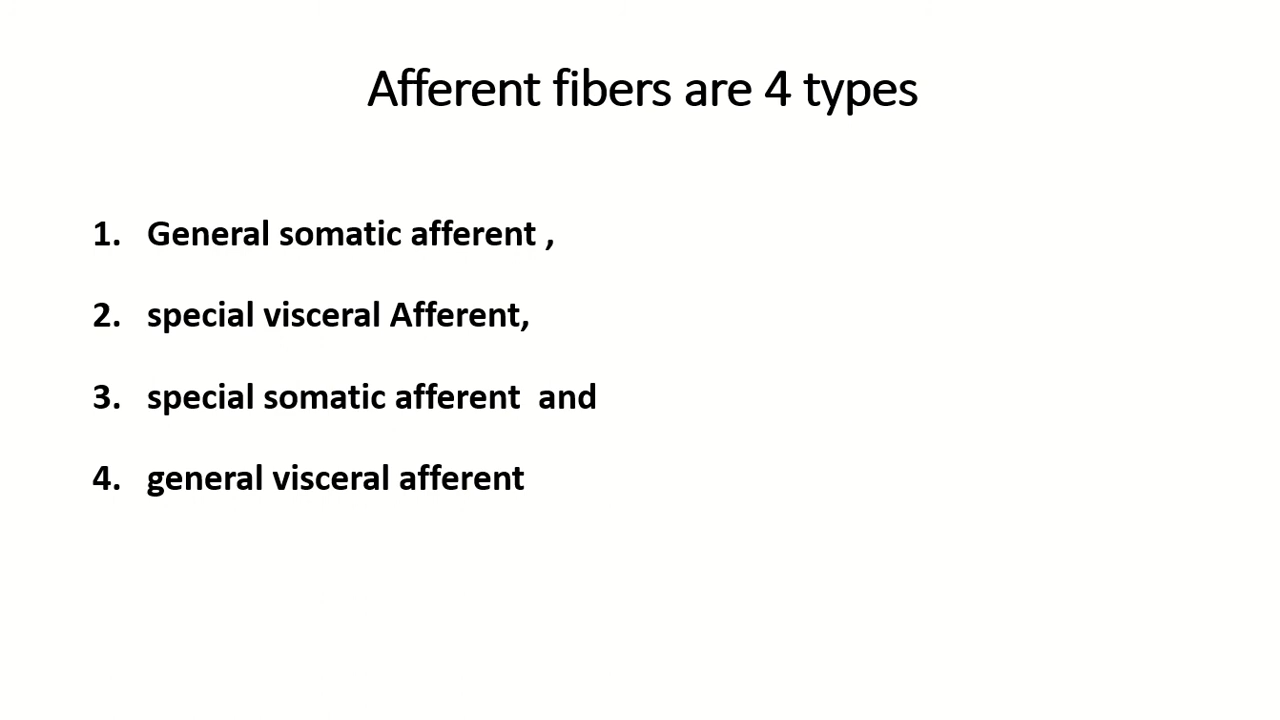 Afferent fibers are 4 types
1. General somatic afferent ,
2. special visceral Afferent,
3. special somatic afferent  and
4. general visceral afferent